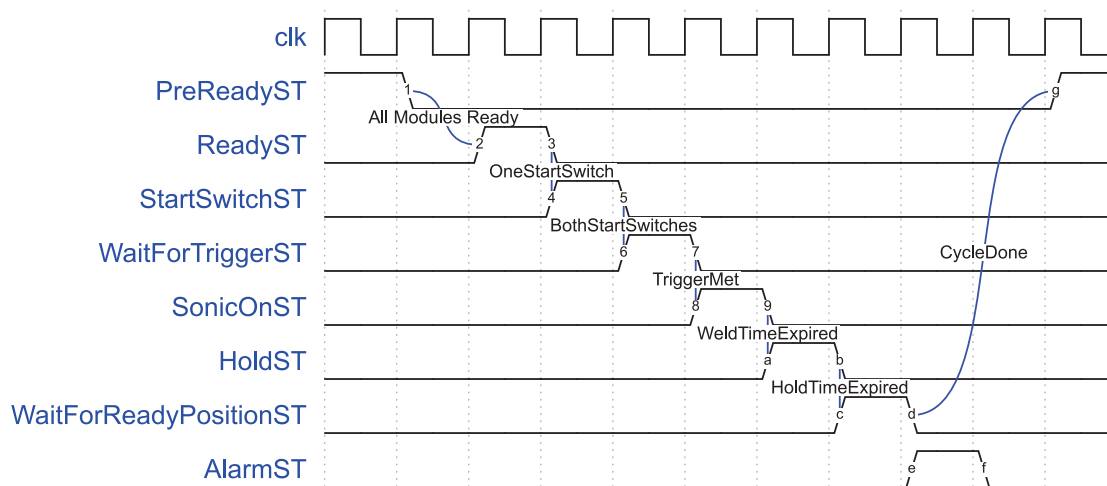 clk
PreReadyST
1
g
All Modules Ready
ReadyST
2
3
OneStartSwitch
StartSwitchST
4
5
BothStartSwitches
WaitForTriggerST
6
7
CycleDone
TriggerMet
SonicOnST
8
9
WeldTimeExpired
HoldST
a
b
HoldTimeExpired
WaitForReadyPositionST
c
d
AlarmST
e
f